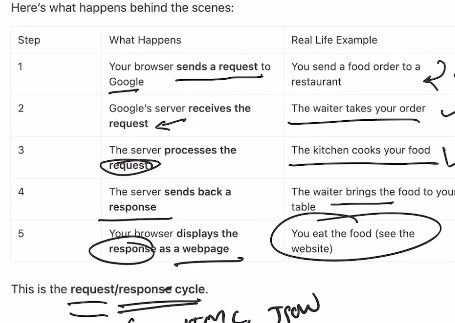 Here's what happens behind the scenes:
Step What Happens Real Life Example
1 Your browser sends a request to Google You send a food order to a restaurant
2 Google's server receives the request The waiter takes your order
3 The server processes the request The kitchen cooks your food
4 The server sends back a response The waiter brings the food to your table
5 Your browser displays the response as a webpage You eat the food (see the website)
This is the request/response cycle.